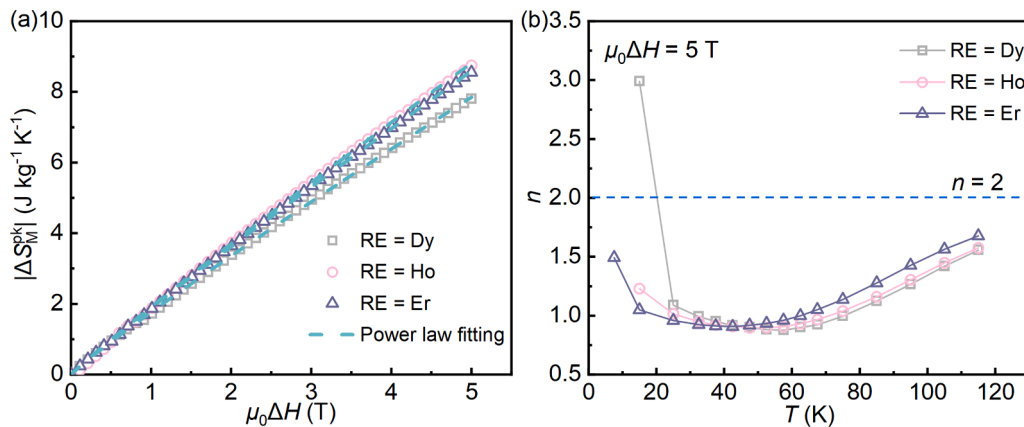 (a)
10
8
6
4
2
0
|ΔS_M^pk| (J kg⁻¹ K⁻¹)
RE = Dy
RE = Ho
RE = Er
Power law fitting
0 1 2 3 4 5
μ₀ΔH (T)
(b)
3.5
3.0
2.5
2.0
1.5
1.0
0.5
n
μ₀ΔH = 5 T
RE = Dy
RE = Ho
RE = Er
n = 2
0 20 40 60 80 100 120
T (K)